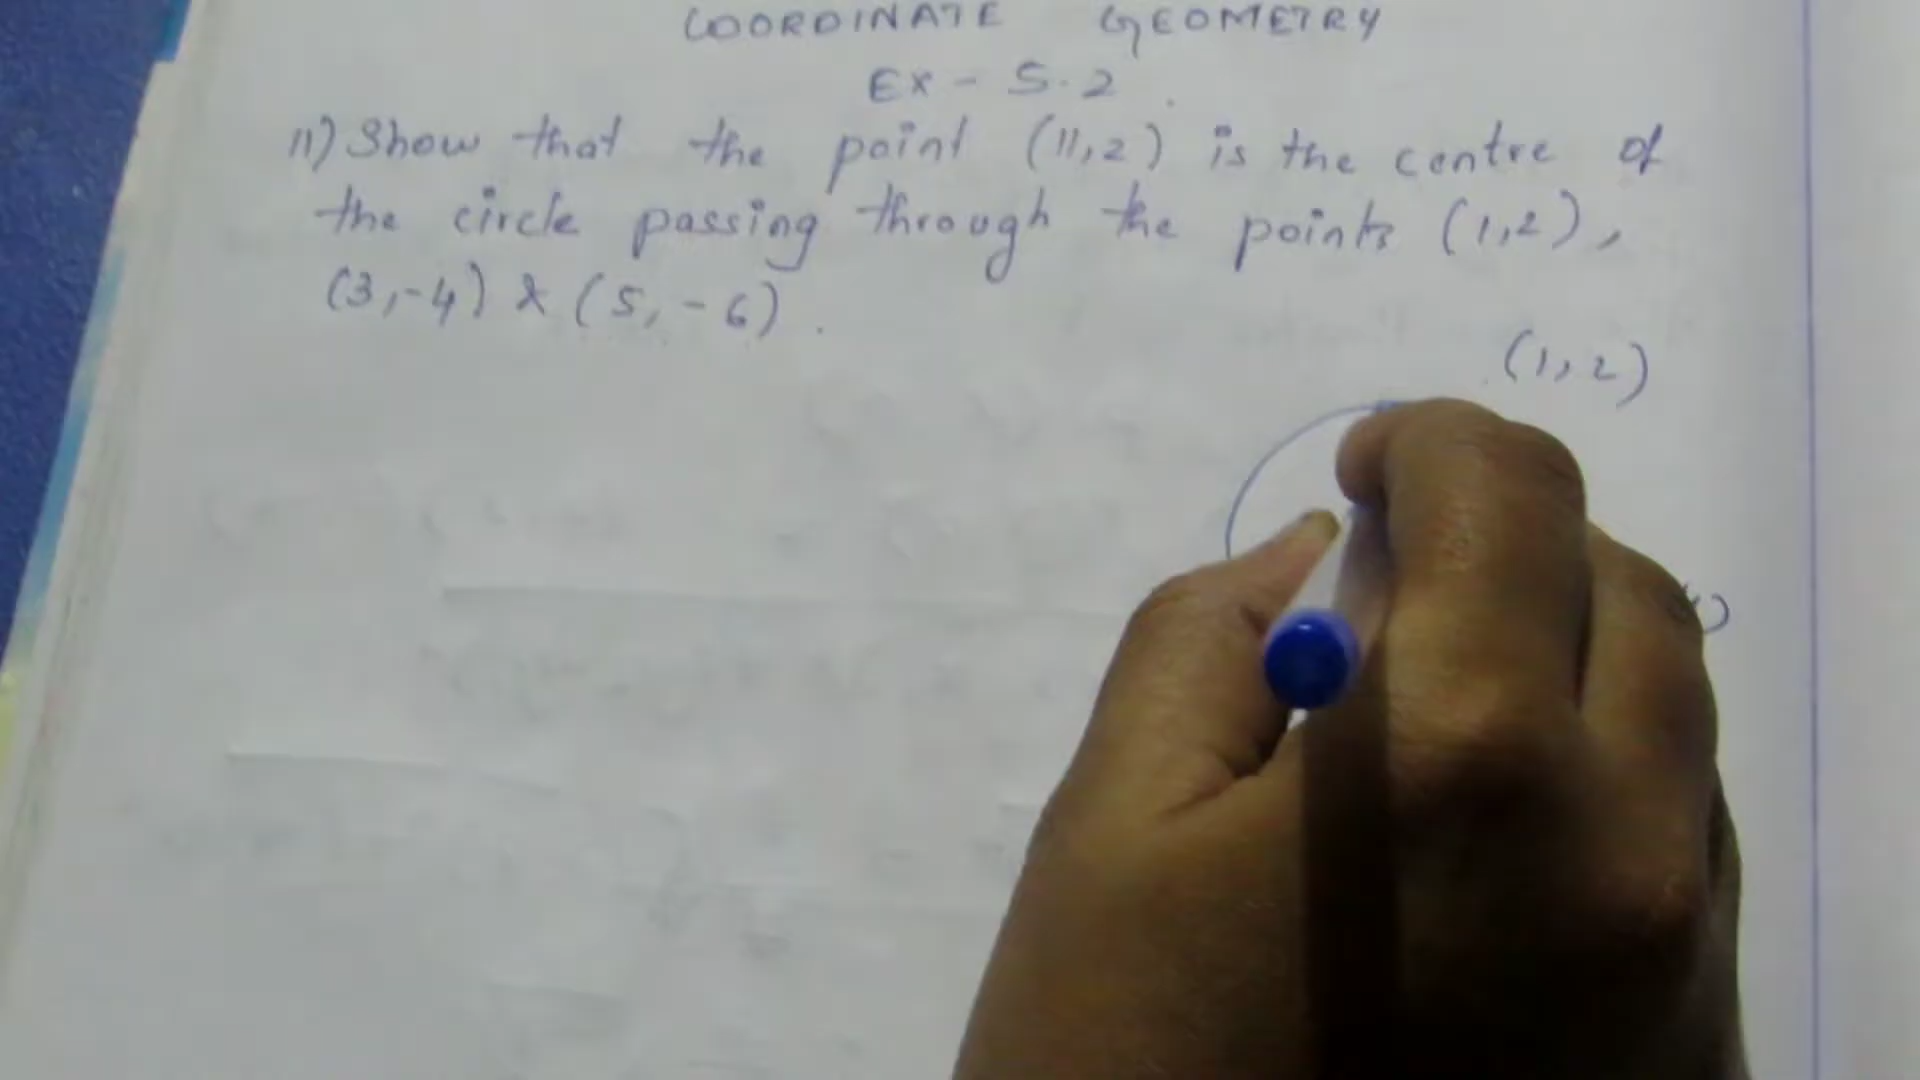 COORDINATE GEOMETRY
EX - 5.2
11) Show that the point (11,2) is the centre of
the circle passing through the points (1,2),
(3,-4) & (5,-6).
(1,2)